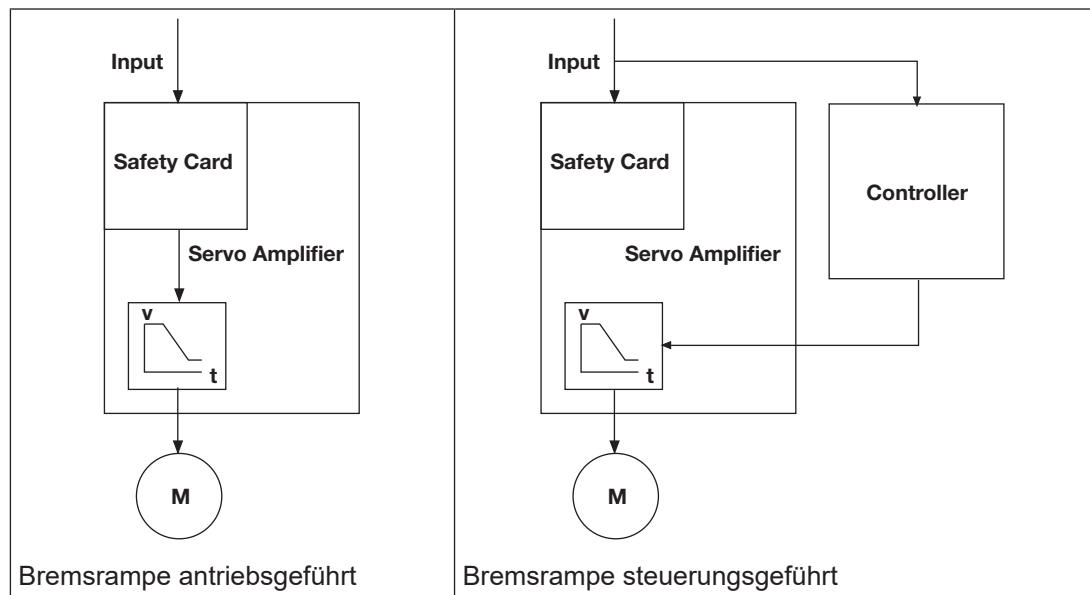 Input
Safety Card
Servo Amplifier
v
t
M
Bremsrampe antriebsgeführt
Input
Safety Card
Controller
Servo Amplifier
v
t
M
Bremsrampe steuerungsgeführt